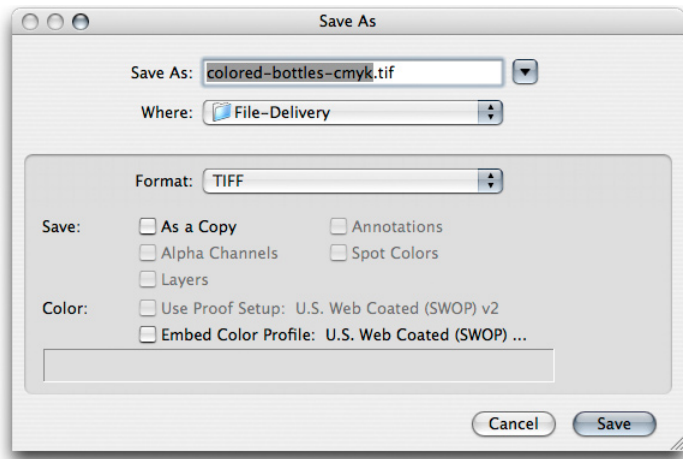 Save As
Save As: colored-bottles-cmyk.tif
Where: File-Delivery
Format: TIFF
Save: As a Copy Annotations
Alpha Channels Spot Colors
Layers
Color: Use Proof Setup: U.S. Web Coated (SWOP) v2
Embed Color Profile: U.S. Web Coated (SWOP) ...
Cancel Save